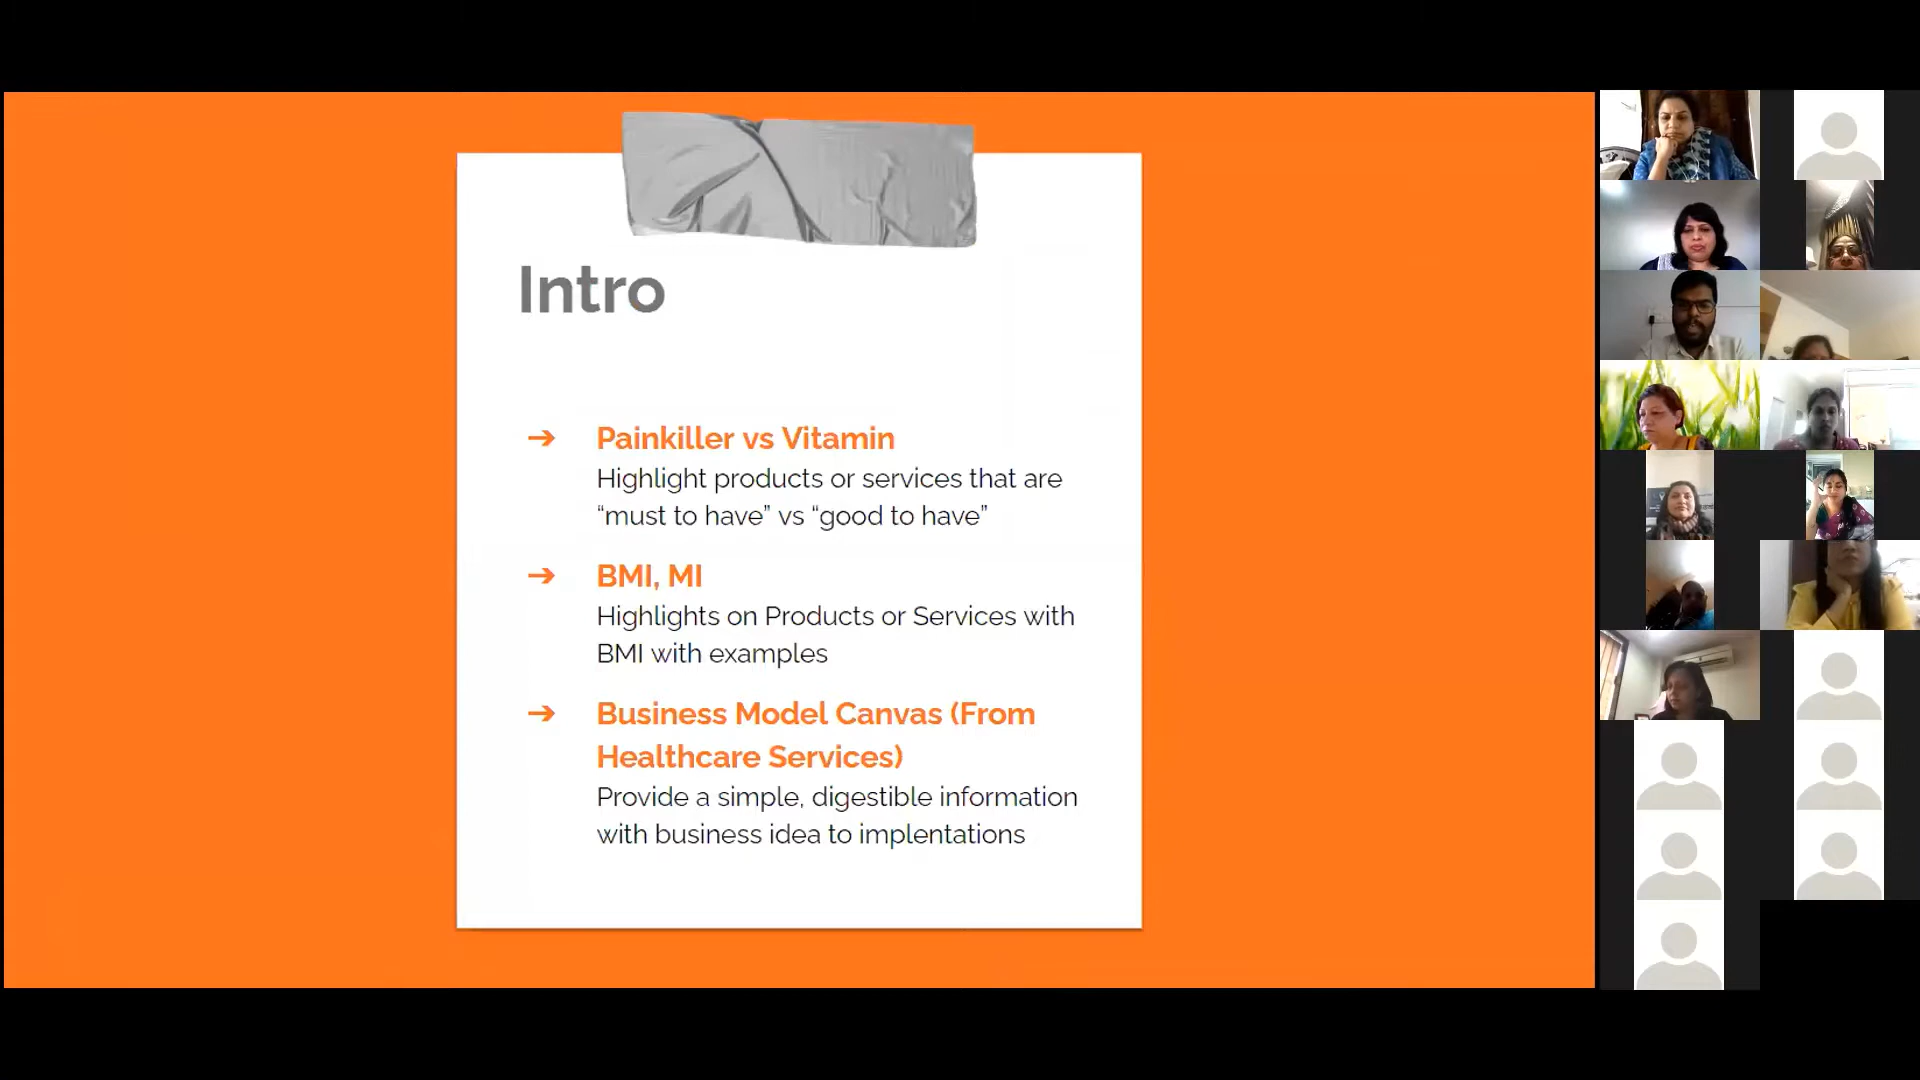 Intro
➔ Painkiller vs Vitamin
Highlight products or services that are
“must to have” vs “good to have”
➔ BMI, MI
Highlights on Products or Services with
BMI with examples
➔ Business Model Canvas (From
Healthcare Services)
Provide a simple, digestible information
with business idea to implentations